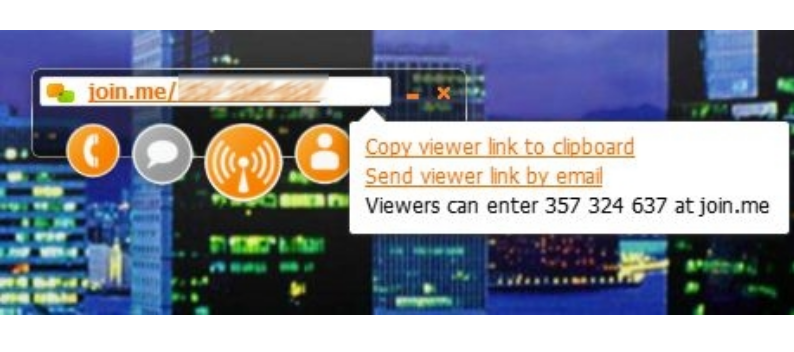 join.me/
Copy viewer link to clipboard
Send viewer link by email
Viewers can enter 357 324 637 at join.me